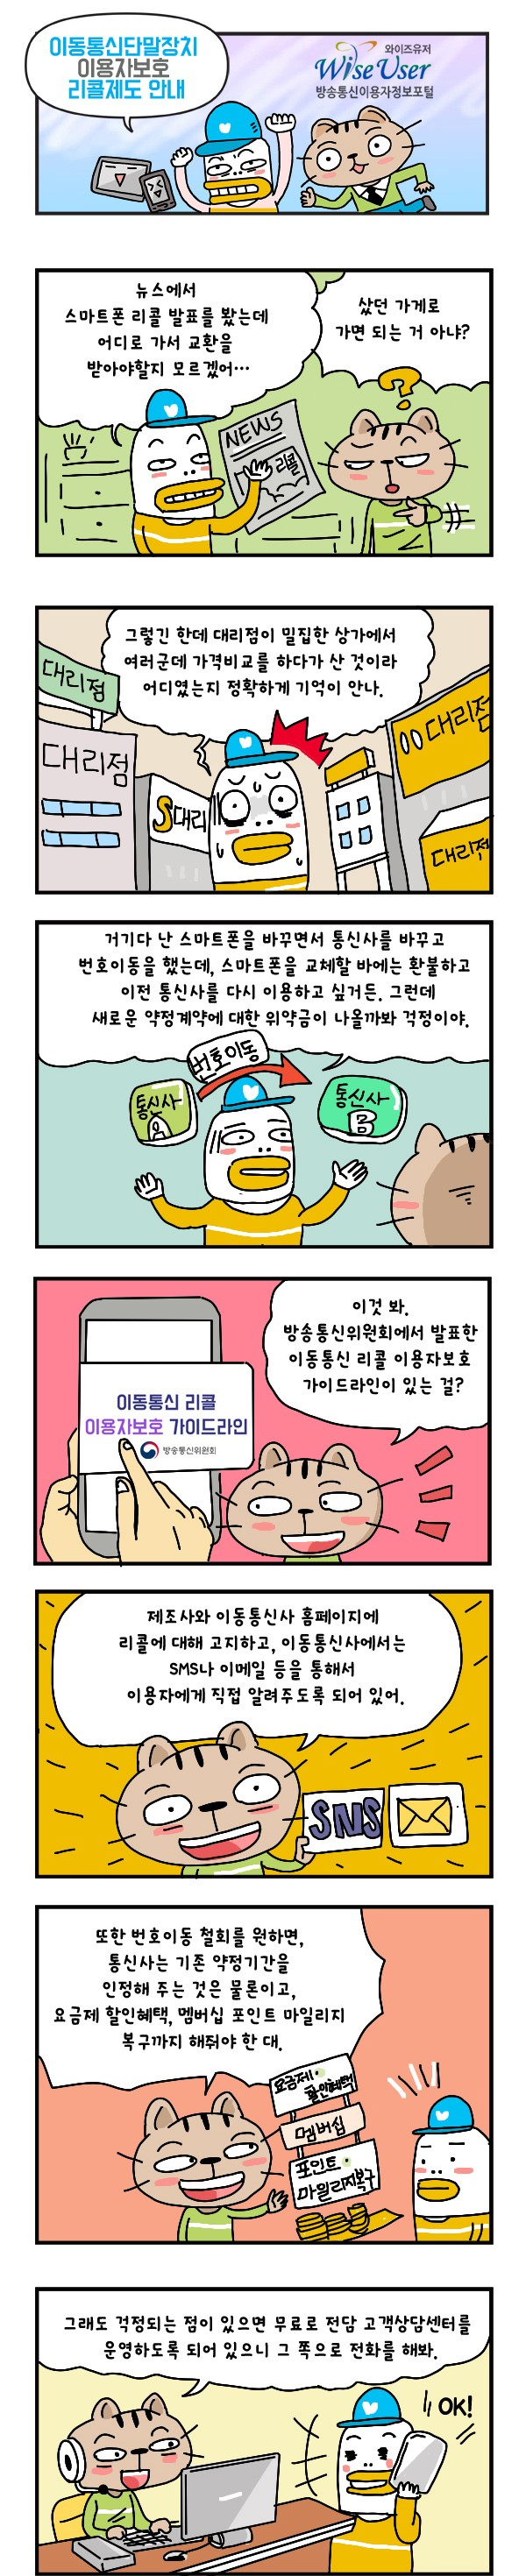 이동통신단말장치
이용자보호
리콜제도 안내
와이즈유저
Wise User
방송통신이용자정보포털
뉴스에서
스마트폰 리콜 발표를 봤는데
어디로 가서 교환을
받아야할지 모르겠어…
샀던 가게로
가면 되는 거 아냐?
?
NEWS
리콜
그렇긴 한데 대리점이 밀집한 상가에서
여러군데 가격비교를 하다가 산 것이라
어디였는지 정확하게 기억이 안나.
대리점
대리점
S대리
00대리점
대리점
거기다 난 스마트폰을 바꾸면서 통신사를 바꾸고
번호이동을 했는데, 스마트폰을 교체할 바에는 환불하고
이전 통신사를 다시 이용하고 싶거든. 그런데
새로운 약정계약에 대한 위약금이 나올까봐 걱정이야.
번호이동
통신사
A
통신사
B
이것 봐.
방송통신위원회에서 발표한
이동통신 리콜 이용자보호
가이드라인이 있는 걸?
이동통신 리콜
이용자보호 가이드라인
방송통신위원회
제조사와 이동통신사 홈페이지에
리콜에 대해 고지하고, 이동통신사에서는
SMS나 이메일 등을 통해서
이용자에게 직접 알려주도록 되어 있어.
SNS
또한 번호이동 철회를 원하면,
통신사는 기존 약정기간을
인정해 주는 것은 물론이고,
요금제 할인혜택, 멤버십 포인트 마일리지
복구까지 해줘야 한 대.
요금제
할인혜택
멤버십
포인트
마일리지복구
그래도 걱정되는 점이 있으면 무료로 전담 고객상담센터를
운영하도록 되어 있으니 그 쪽으로 전화를 해봐.
OK!